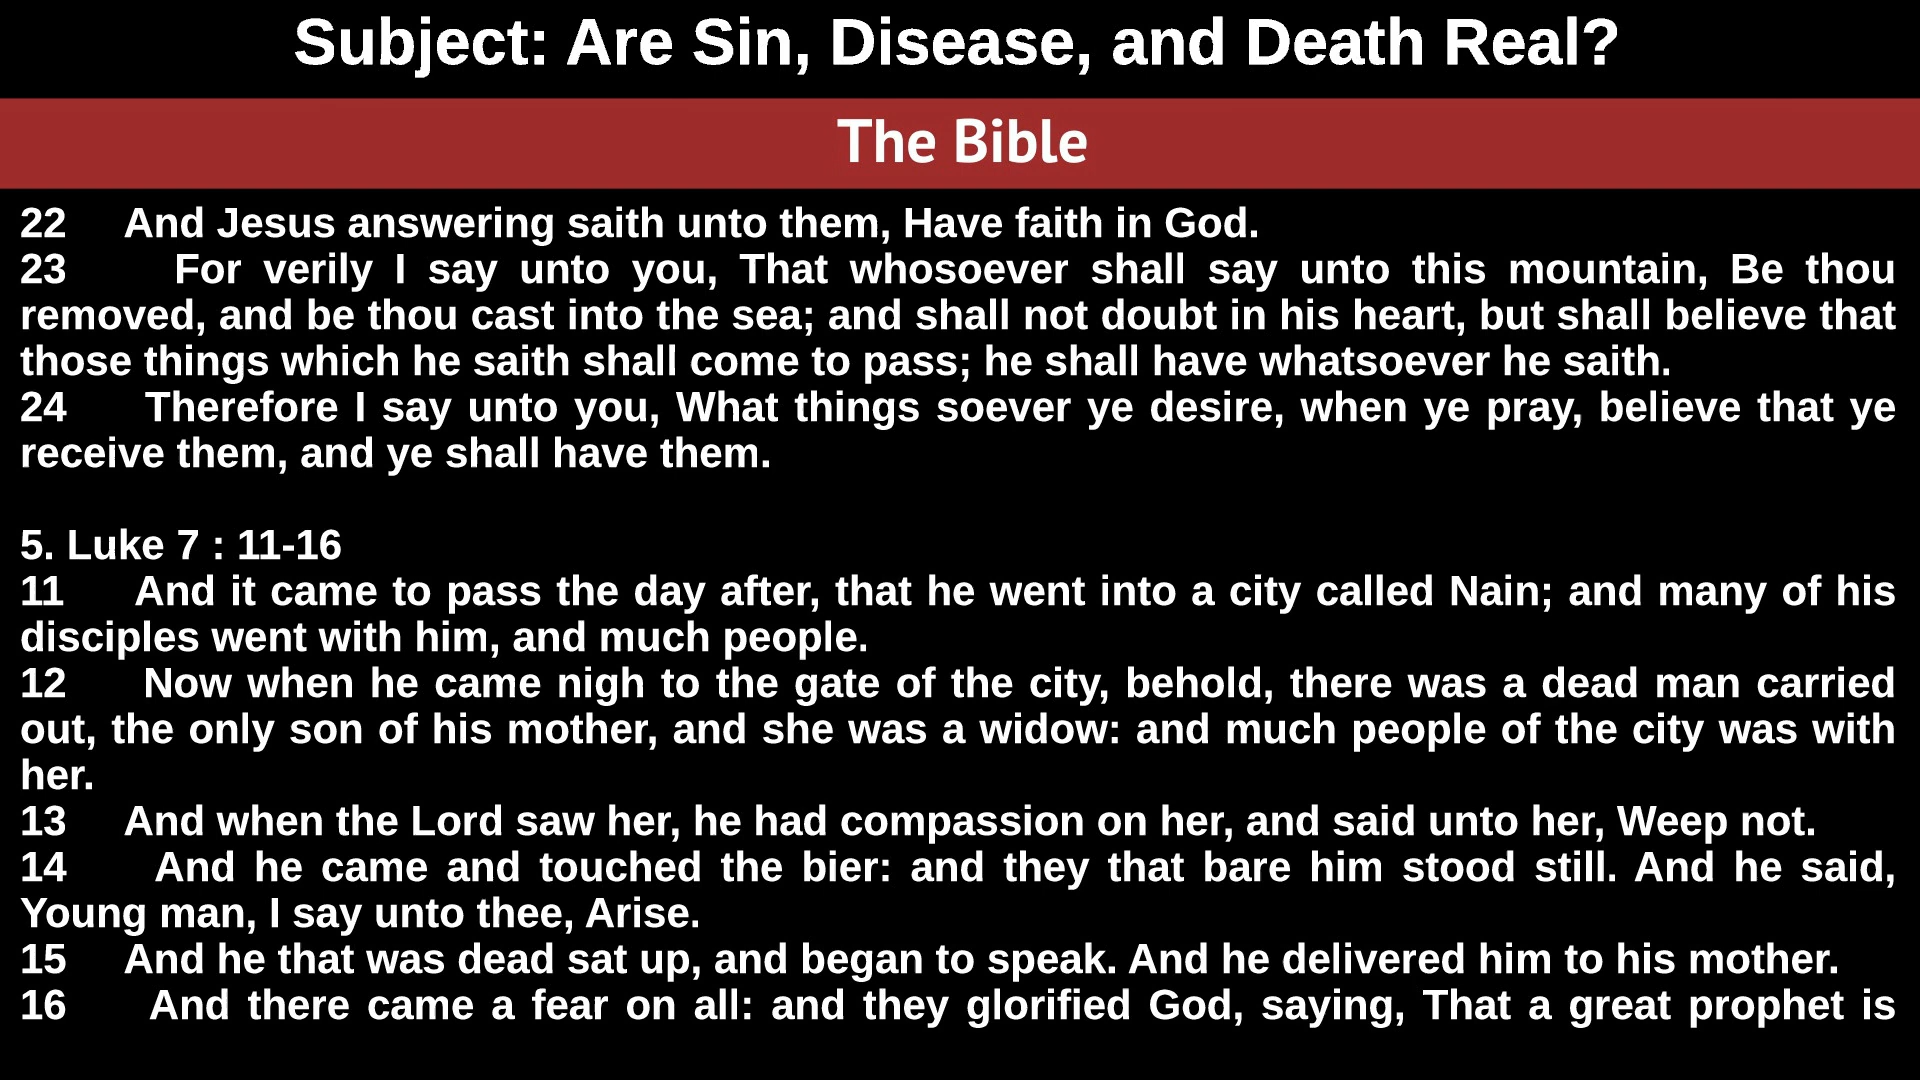 Subject: Are Sin, Disease, and Death Real?
The Bible
22 And Jesus answering saith unto them, Have faith in God.
23 For verily I say unto you, That whosoever shall say unto this mountain, Be thou
removed, and be thou cast into the sea; and shall not doubt in his heart, but shall believe that
those things which he saith shall come to pass; he shall have whatsoever he saith.
24 Therefore I say unto you, What things soever ye desire, when ye pray, believe that ye
receive them, and ye shall have them.
5. Luke 7 : 11-16
11 And it came to pass the day after, that he went into a city called Nain; and many of his
disciples went with him, and much people.
12 Now when he came nigh to the gate of the city, behold, there was a dead man carried
out, the only son of his mother, and she was a widow: and much people of the city was with
her.
13 And when the Lord saw her, he had compassion on her, and said unto her, Weep not.
14 And he came and touched the bier: and they that bare him stood still. And he said,
Young man, I say unto thee, Arise.
15 And he that was dead sat up, and began to speak. And he delivered him to his mother.
16 And there came a fear on all: and they glorified God, saying, That a great prophet is